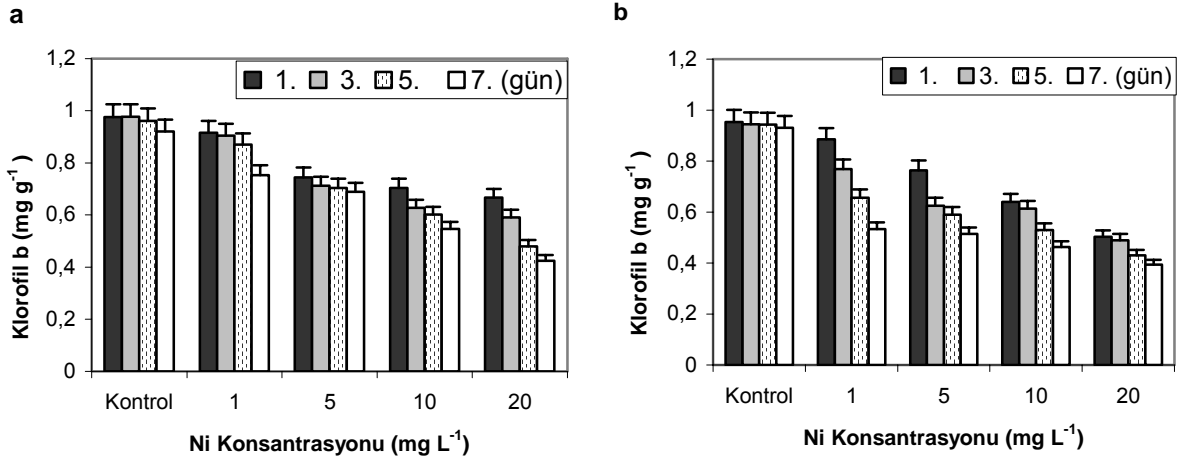 a
1,2
1
0,8
0,6
0,4
0,2
0
Klorofil b (mg g⁻¹ )
1. 3. 5. 7. (gün)
Kontrol 1 5 10 20
Ni Konsantrasyonu (mg L⁻¹)
b
1,2
1
0,8
0,6
0,4
0,2
0
Klorofil b (mg g⁻¹ )
1. 3. 5. 7. (gün)
Kontrol 1 5 10 20
Ni Konsantrasyonu (mg L⁻¹)